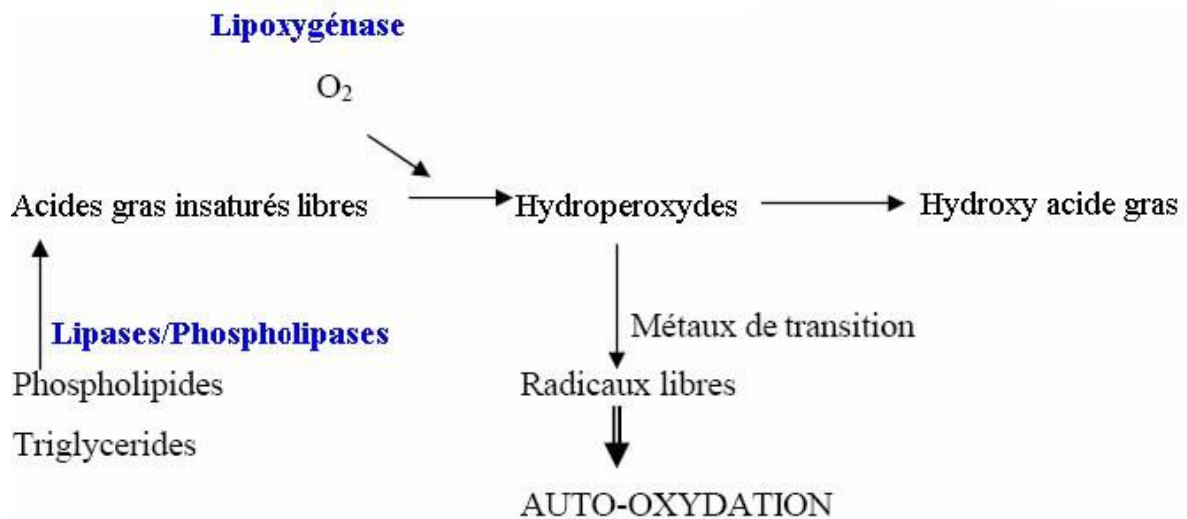 Lipoxygénase
O₂
Acides gras insaturés libres
Hydroperoxydes
Hydroxy acide gras
Lipases/Phospholipases
Métaux de transition
Phospholipides
Radicaux libres
Triglycerides
AUTO-OXYDATION